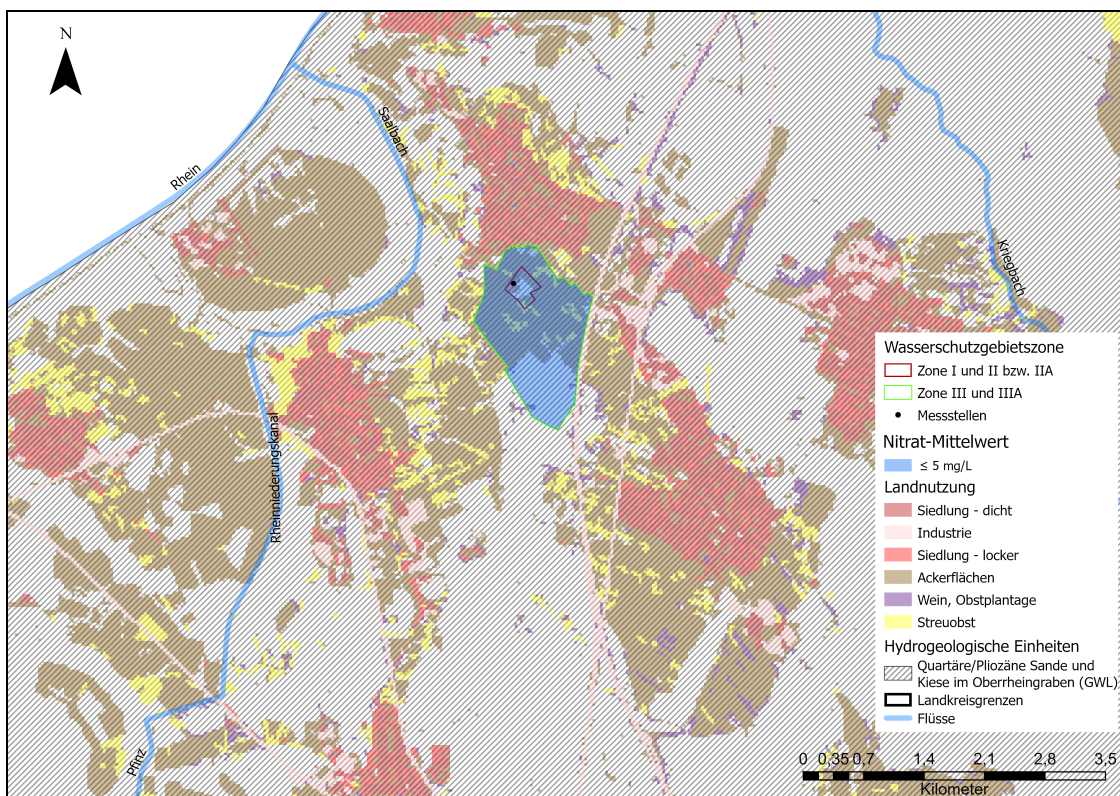 N
Rhein
Saalbach
Kriegbach
Rheinniederungskanal
Pfinz
Wasserschutzgebietszone
Zone I und II bzw. IIA
Zone III und IIIA
Messstellen
Nitrat-Mittelwert
≤ 5 mg/L
Landnutzung
Siedlung - dicht
Industrie
Siedlung - locker
Ackerflächen
Wein, Obstplantage
Streuobst
Hydrogeologische Einheiten
Quartäre/Pliozäne Sande und
Kiese im Oberrheingraben (GWL)
Landkreisgrenzen
Flüsse
0 0,35 0,7 1,4 2,1 2,8 3,5
Kilometer